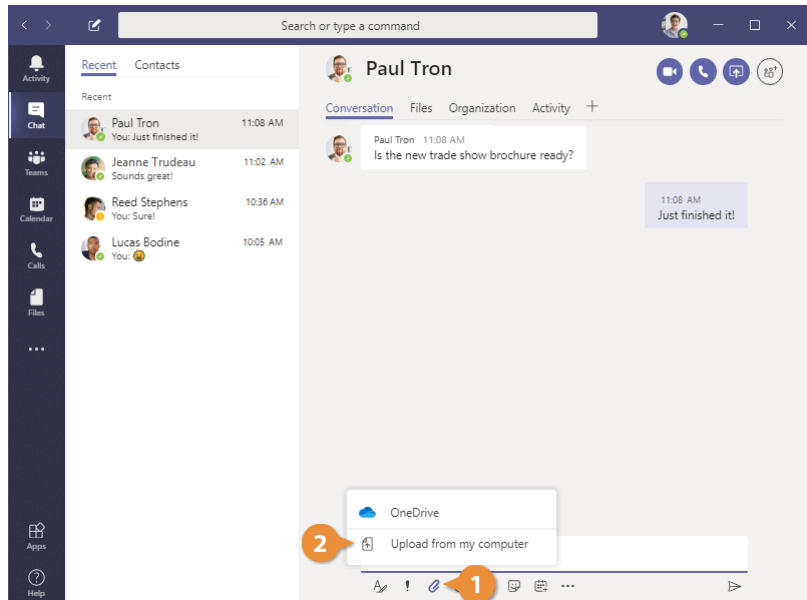 Search or type a command
Activity
Chat
Teams
Calendar
Calls
Files
Apps
Help
Recent Contacts
Recent
Paul Tron 11:08 AM
You: Just finished it!
Jeanne Trudeau 11:02 AM
Sounds great!
Reed Stephens 10:36 AM
You: Sure!
Lucas Bodine 10:05 AM
You:
Paul Tron
Conversation Files Organization Activity
Paul Tron 11:08 AM
Is the new trade show brochure ready?
11:08 AM
Just finished it!
OneDrive
2 Upload from my computer
1